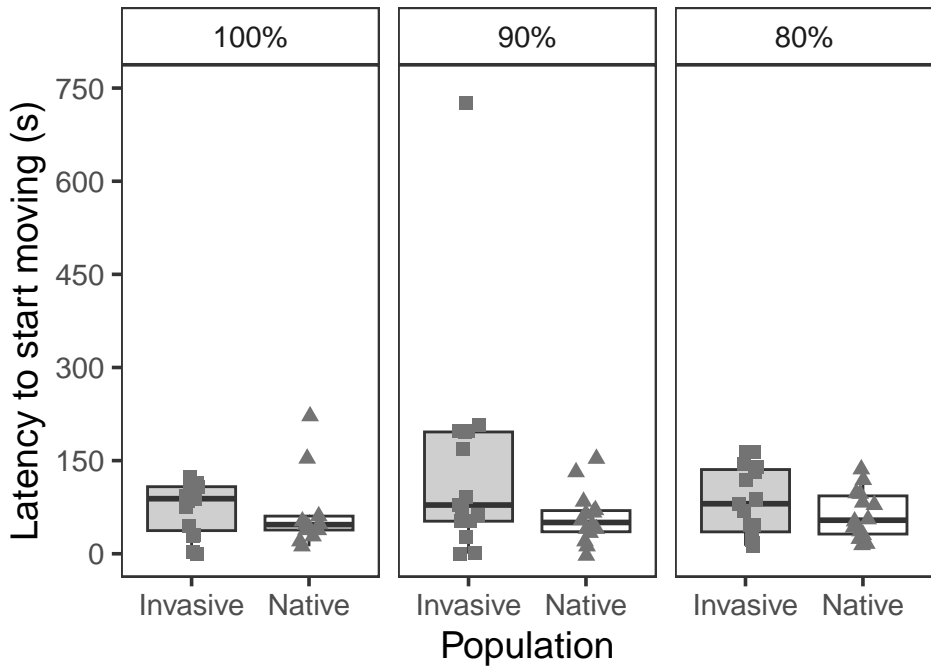 100% 90% 80%
Latency to start moving (s)
750
600
450
300
150
0
Invasive Native Invasive Native Invasive Native
Population